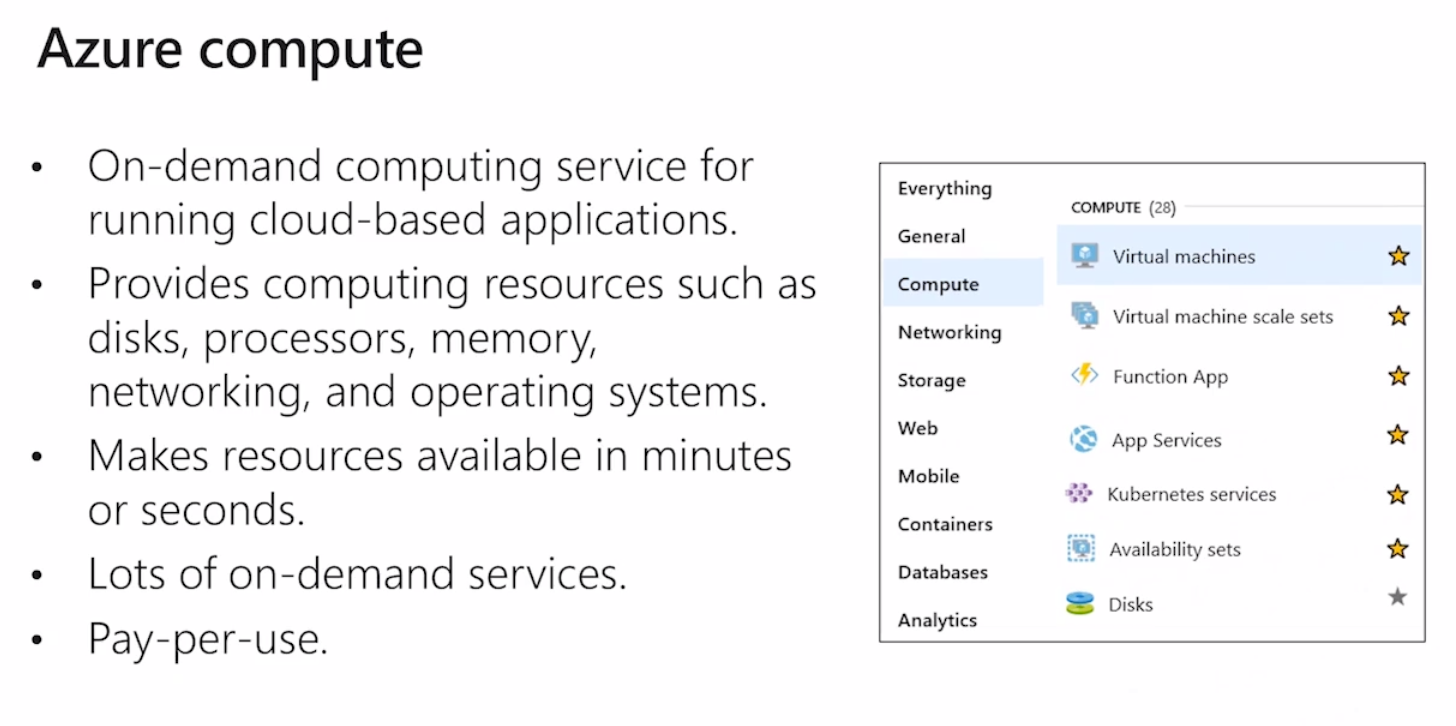 Azure compute
• On-demand computing service for
running cloud-based applications.
• Provides computing resources such as
disks, processors, memory,
networking, and operating systems.
• Makes resources available in minutes
or seconds.
• Lots of on-demand services.
• Pay-per-use.
Everything
General
Compute
Networking
Storage
Web
Mobile
Containers
Databases
Analytics
COMPUTE (28)
Virtual machines
Virtual machine scale sets
Function App
App Services
Kubernetes services
Availability sets
Disks